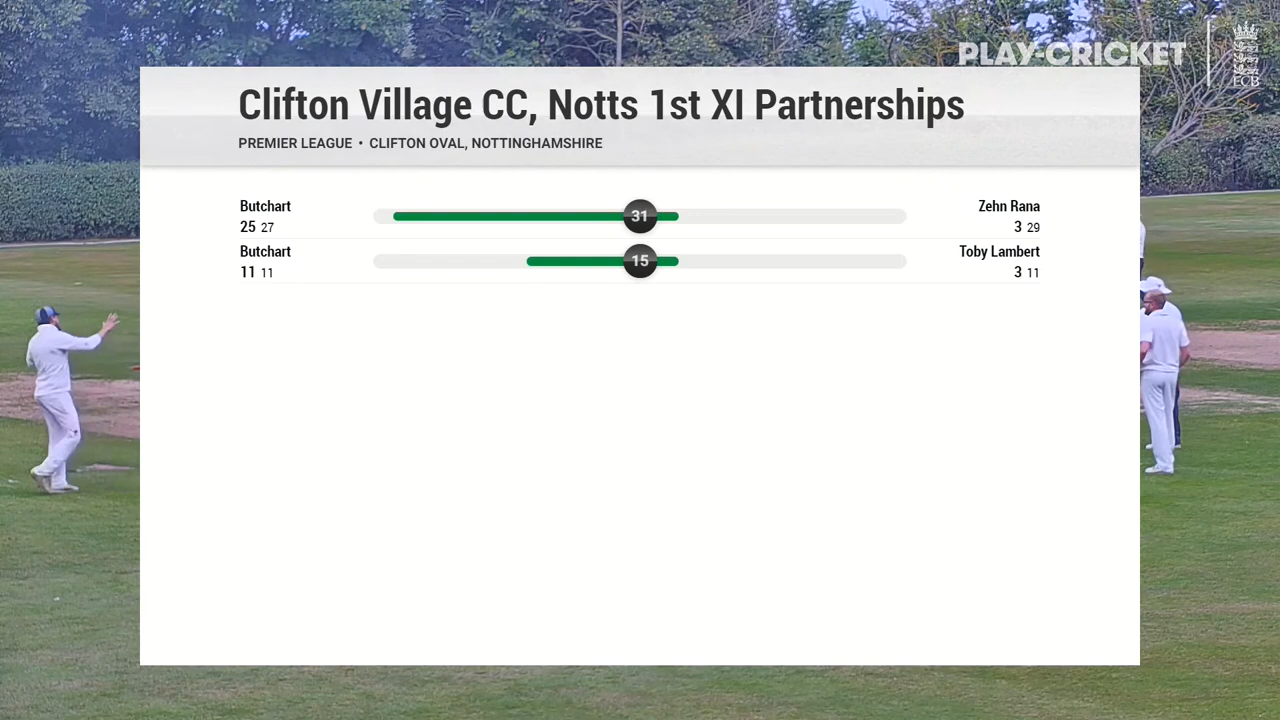 PLAY-CRICKET
Clifton Village CC, Notts 1st XI Partnerships
PREMIER LEAGUE • CLIFTON OVAL, NOTTINGHAMSHIRE
Butchart 31 Zehn Rana
25 27 3 29
Butchart 15 Toby Lambert
11 11 3 11